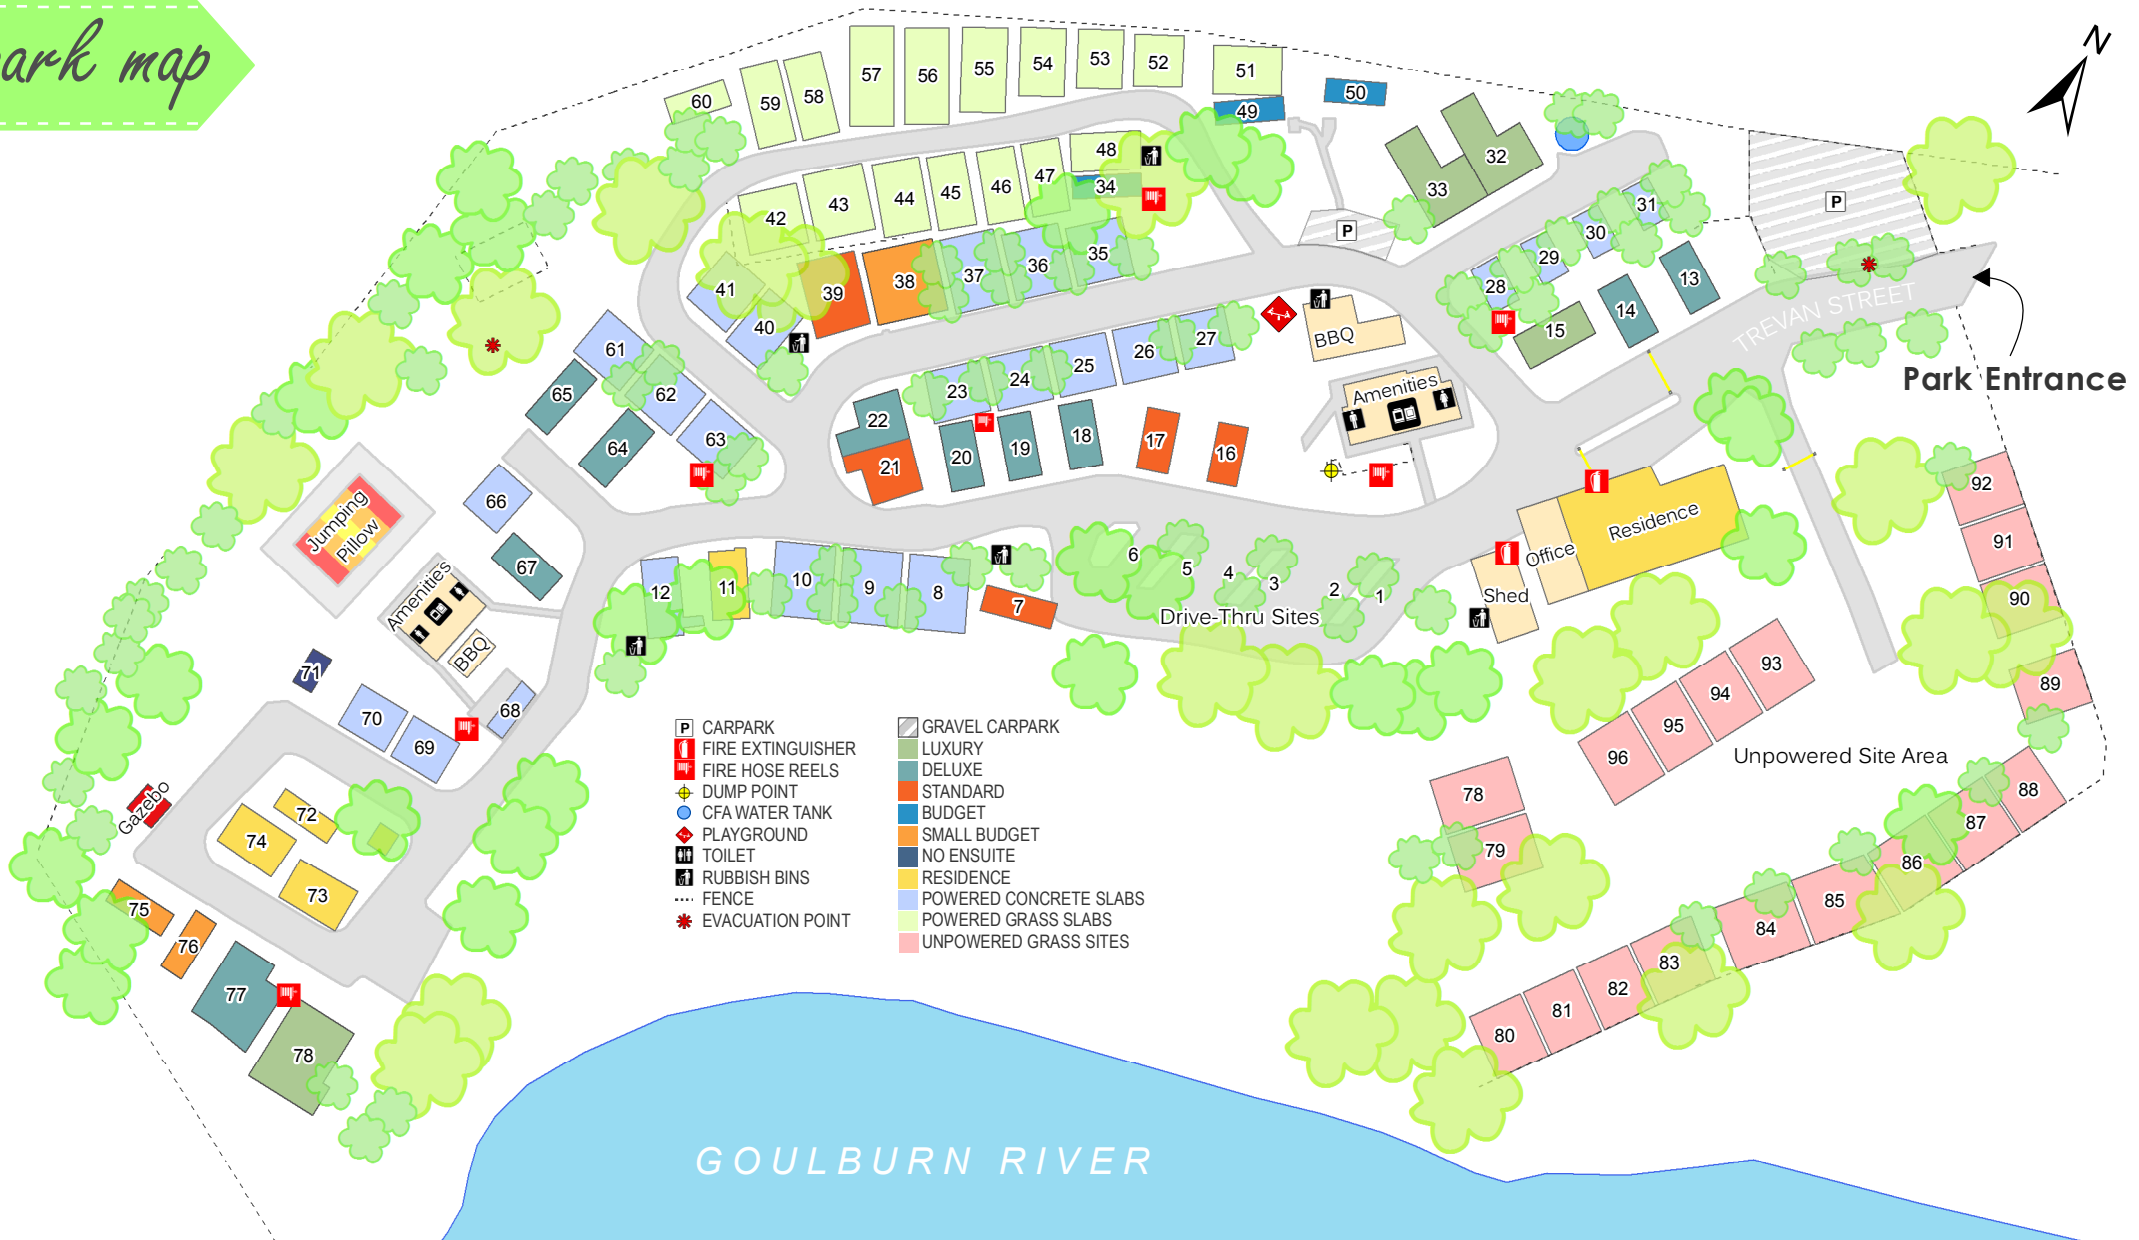 ark map
N
57
56
55
54
53
52
51
50
49
60
59
58
48
34
47
46
45
44
43
42
32
33
31
30
29
28
P
P
13
14
15
TREVAN STREET
Park Entrance
35
36
37
38
39
40
41
27
26
25
24
23
BBQ
Amenities
61
62
63
65
64
22
21
20
19
18
17
16
66
67
Jumping
Pillow
Amenities
BBQ
68
69
70
71
12
11
10
9
8
7
6
5
4
3
2
1
Drive-Thru Sites
Residence
Office
Shed
92
91
90
89
93
94
95
96
Unpowered Site Area
88
87
86
85
84
83
82
81
80
78
79
Gazebo
72
74
73
75
76
77
78
P CARPARK
FIRE EXTINGUISHER
FIRE HOSE REELS
DUMP POINT
CFA WATER TANK
PLAYGROUND
TOILET
RUBBISH BINS
FENCE
EVACUATION POINT
GRAVEL CARPARK
LUXURY
DELUXE
STANDARD
BUDGET
SMALL BUDGET
NO ENSUITE
RESIDENCE
POWERED CONCRETE SLABS
POWERED GRASS SLABS
UNPOWERED GRASS SITES
GOULBURN RIVER